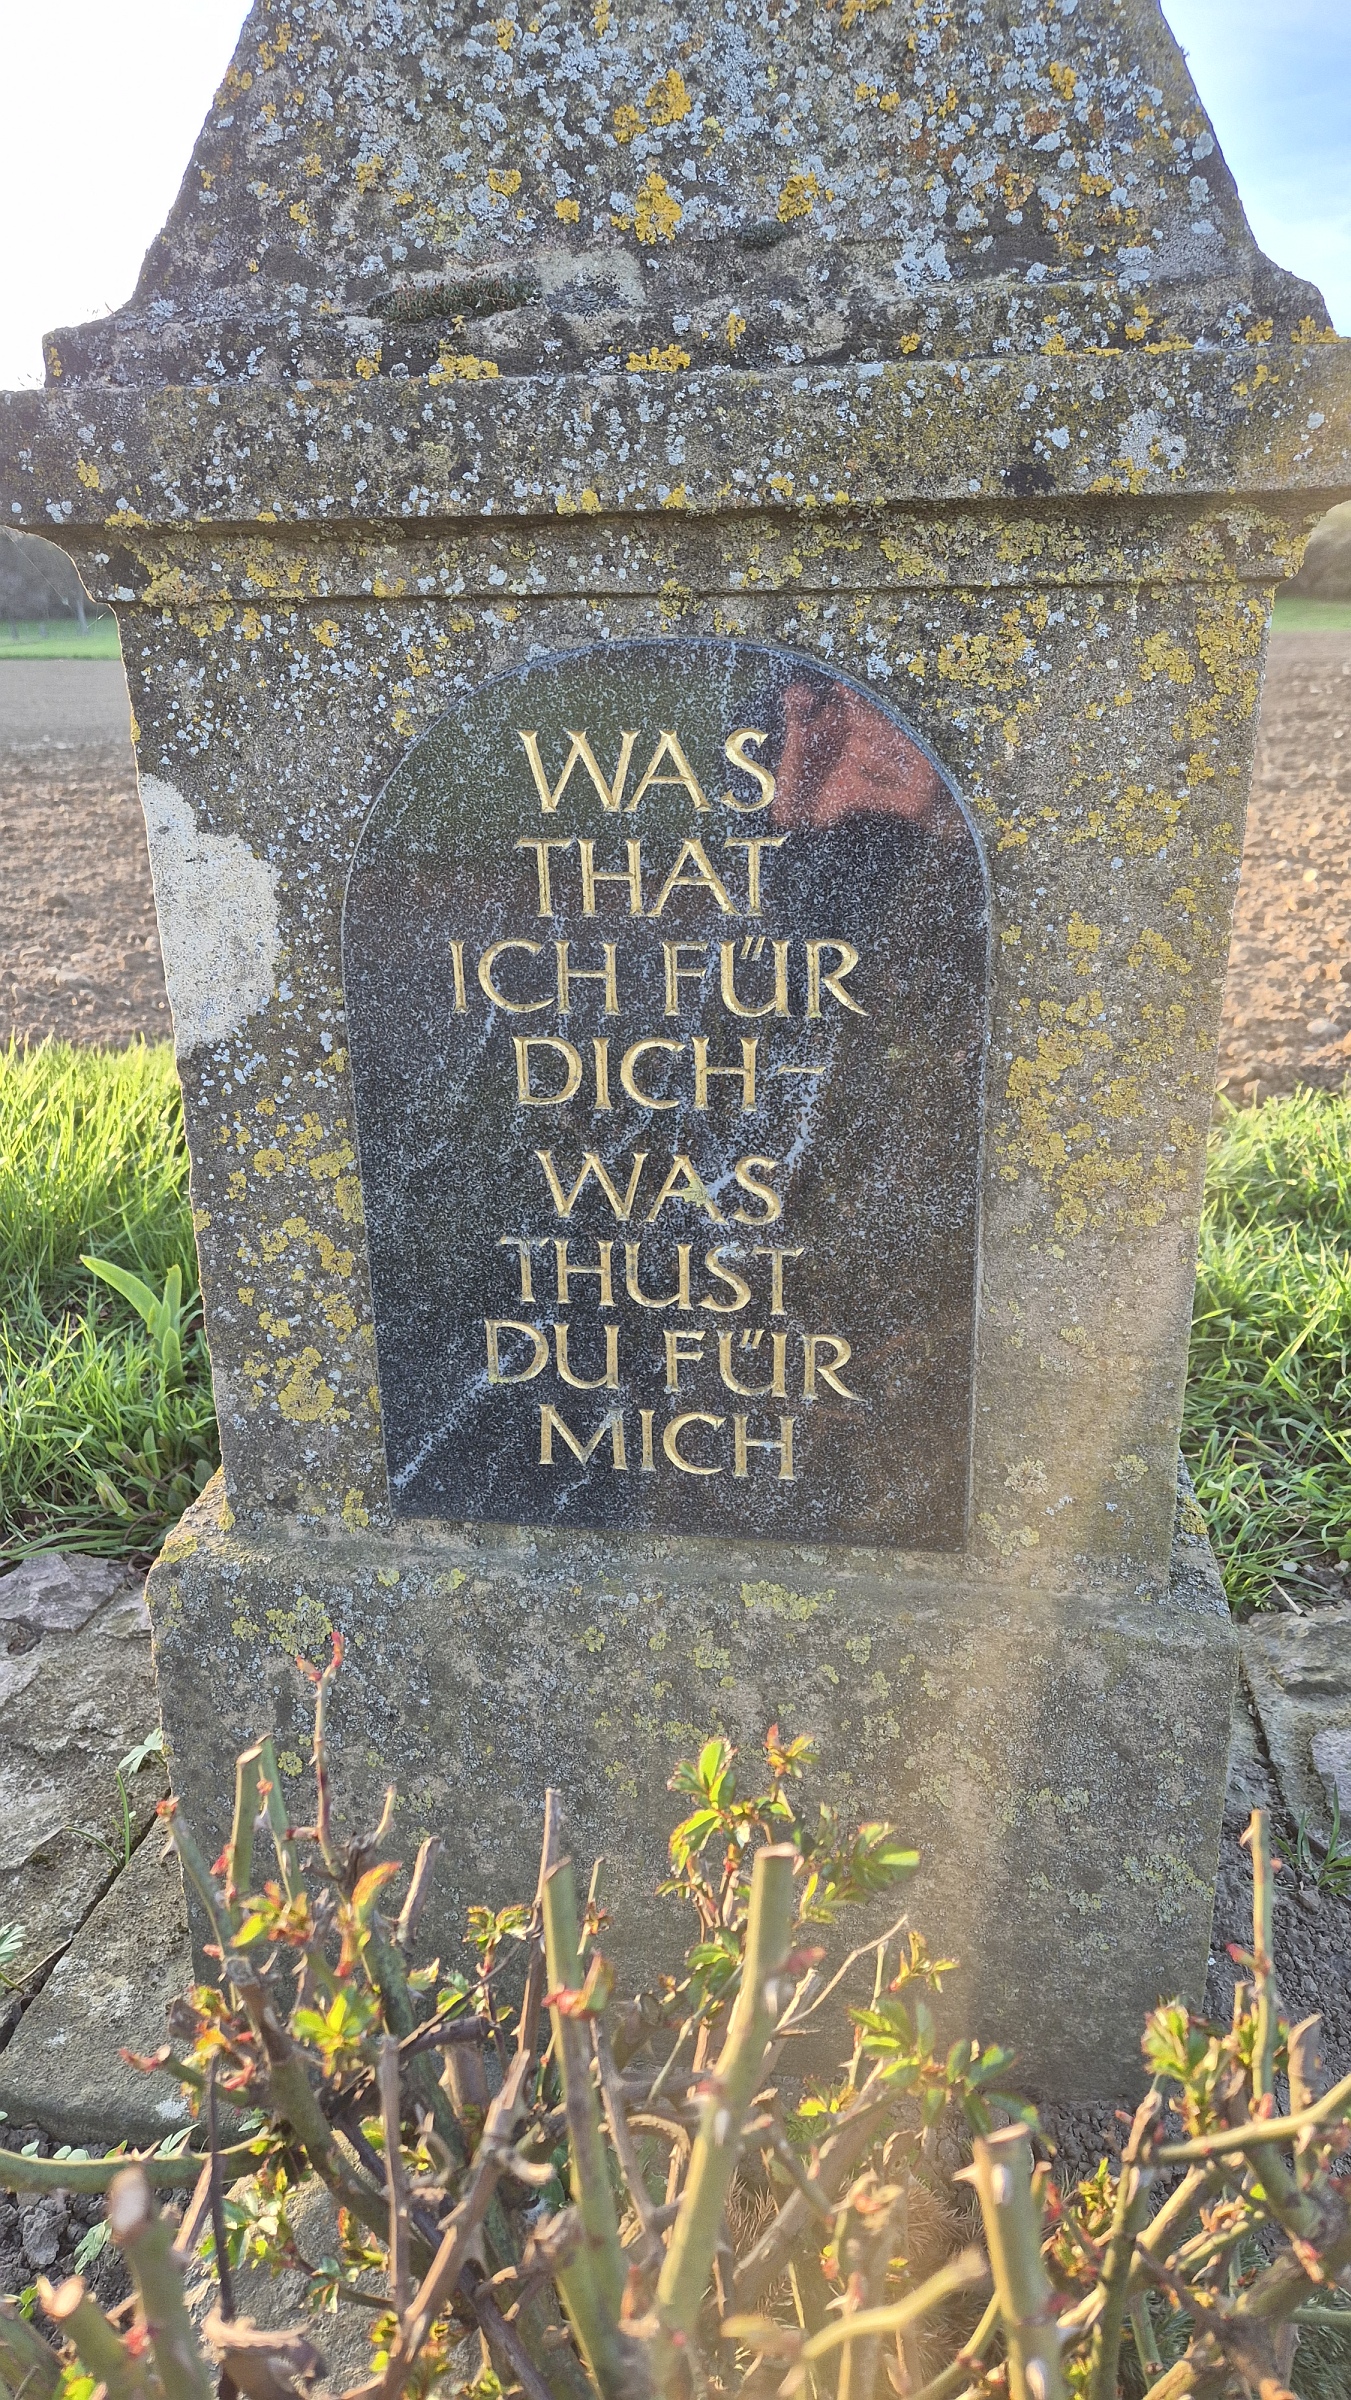 WAS
THAT
ICH FÜR
DICH –
WAS
THUST
DU FÜR
MICH